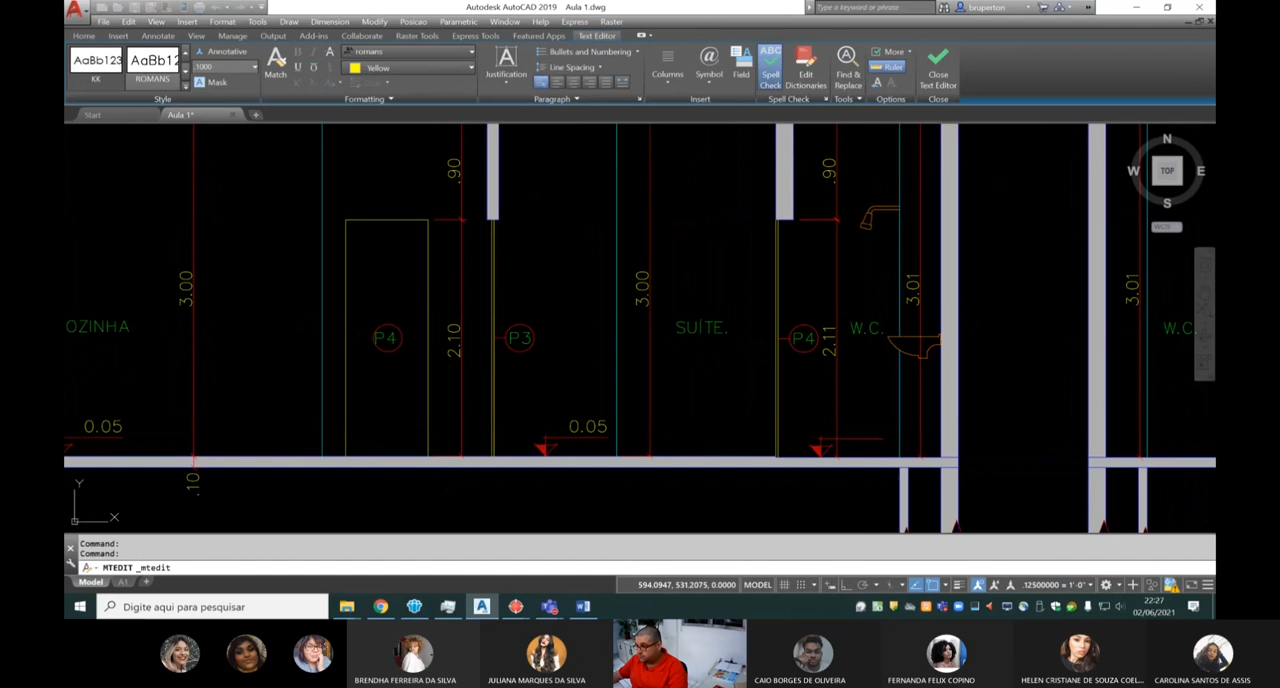 Autodesk AutoCAD 2019 Aula 1.dwg
Type a keyword or phrase
bruperton
File Edit View Insert Format Tools Draw Dimension Modify Posicao Parametric Window Help Express Raster
Home Insert Annotate View Manage Output Add-ins Collaborate Raster Tools Express Tools Featured Apps Text Editor
AaBb123 AaBb12
KK ROMANS
Annotative
.1000
Mask
Style
Match
romans
Yellow
Formatting
Justification
Bullets and Numbering
Line Spacing
Paragraph
Columns Symbol Field
Insert
ABC
Spell Check
Edit Dictionaries
Spell Check
Find & Replace
Tools
More
Ruler
Options
Close Text Editor
Close
Start Aula 1*
N
W TOP E
S
WCS
.90 .90
3.00 3.00 3.01 3.01
OZINHA P4 2.10 P3 SUÍTE. P4 2.11 W.C. W.C.
0.05 0.05
.10
Y
X
Command:
Command:
MTEDIT _mtedit
Model A1
594.0947, 531.2075, 0.0000 MODEL
.12500000 = 1'-0"
Digite aqui para pesquisar
22:27
02/06/2021
BRENDHA FERREIRA DA SILVA
JULIANA MARQUES DA SILVA
CAIO BORGES DE OLIVEIRA
FERNANDA FELIX COPINO
HELEN CRISTIANE DE SOUZA COEL...
CAROLINA SANTOS DE ASSIS